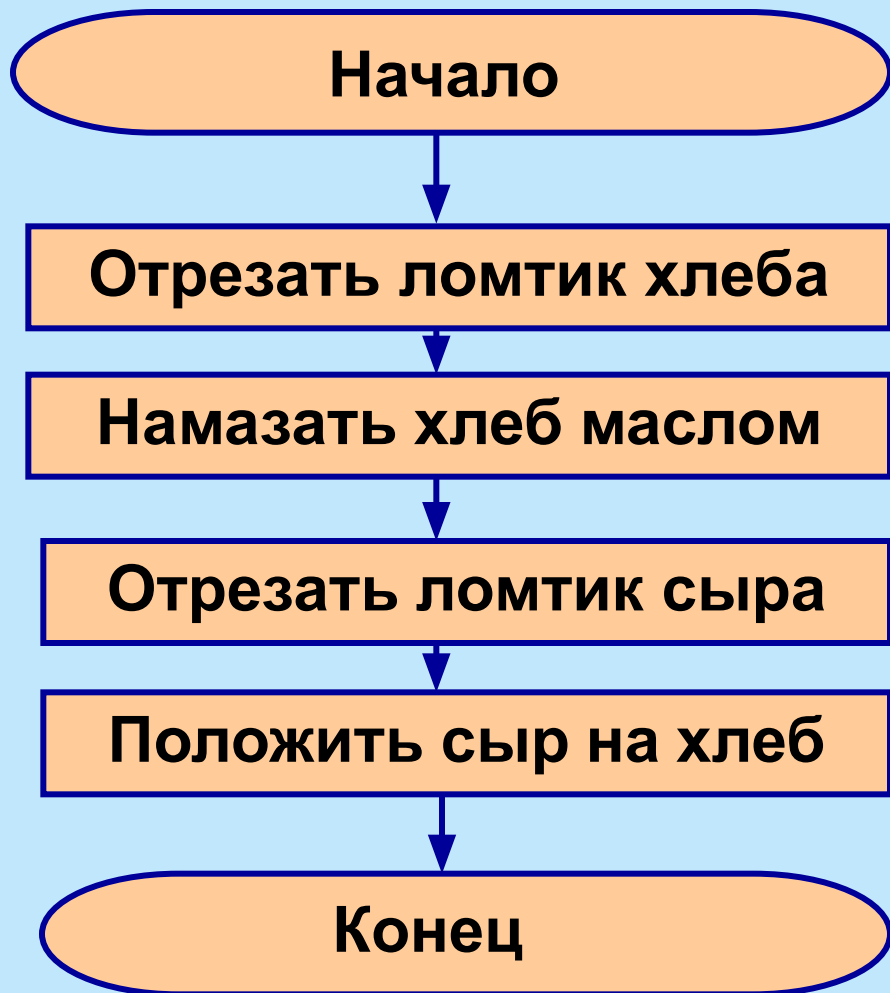 Начало
Отрезать ломтик хлеба
Намазать хлеб маслом
Отрезать ломтик сыра
Положить сыр на хлеб
Конец